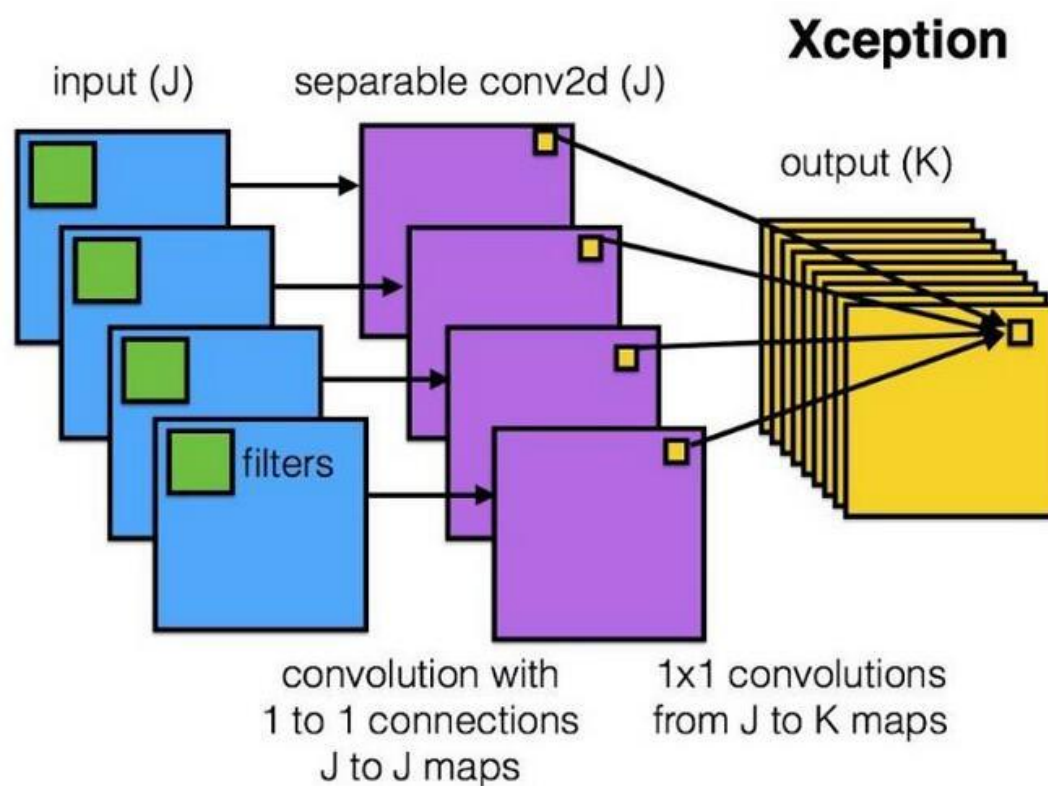 Xception
input (J)
separable conv2d (J)
output (K)
filters
convolution with
1 to 1 connections
J to J maps
1x1 convolutions
from J to K maps